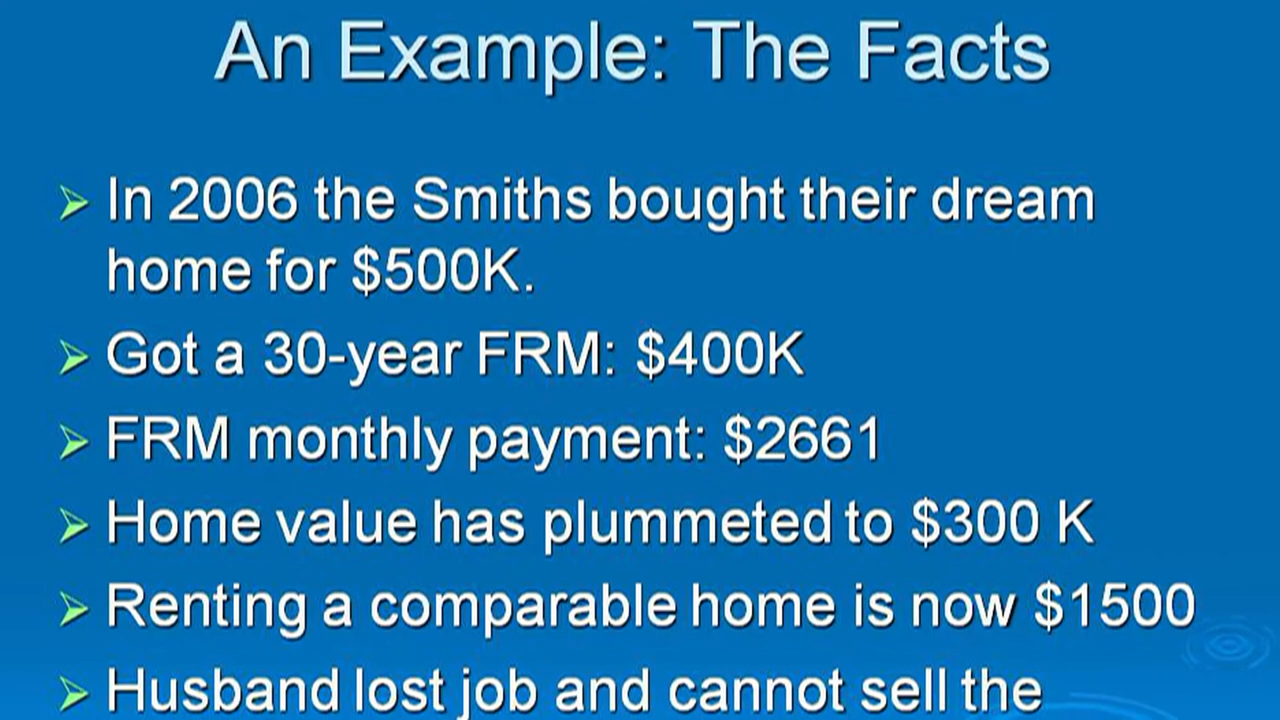 An Example: The Facts
In 2006 the Smiths bought their dream
home for $500K.
Got a 30-year FRM: $400K
FRM monthly payment: $2661
Home value has plummeted to $300 K
Renting a comparable home is now $1500
Husband lost job and cannot sell the